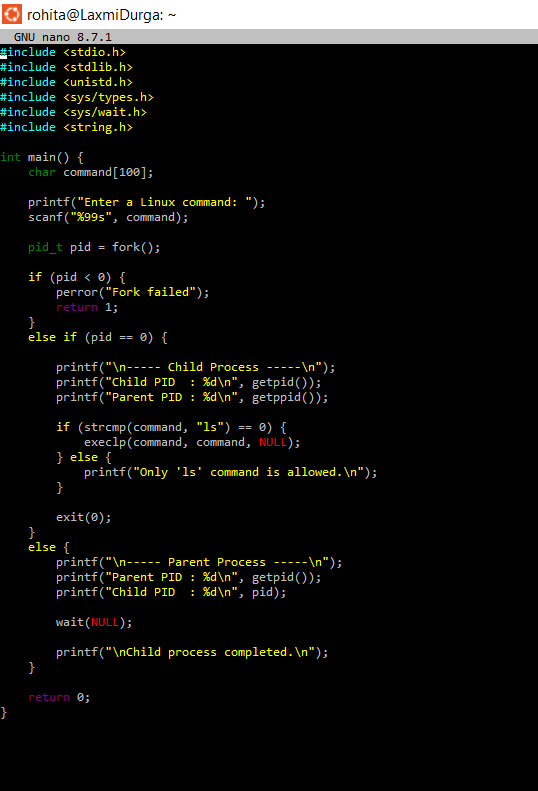 rohita@LaxmiDurga: ~
GNU nano 8.7.1
#include <stdio.h>
#include <stdlib.h>
#include <unistd.h>
#include <sys/types.h>
#include <sys/wait.h>
#include <string.h>

int main() {
    char command[100];

    printf("Enter a Linux command: ");
    scanf("%99s", command);

    pid_t pid = fork();

    if (pid < 0) {
        perror("Fork failed");
        return 1;
    }
    else if (pid == 0) {

        printf("\n----- Child Process -----\n");
        printf("Child PID  : %d\n", getpid());
        printf("Parent PID : %d\n", getppid());

        if (strcmp(command, "ls") == 0) {
            execlp(command, command, NULL);
        } else {
            printf("Only 'ls' command is allowed.\n");
        }

        exit(0);
    }
    else {
        printf("\n----- Parent Process -----\n");
        printf("Parent PID : %d\n", getpid());
        printf("Child PID  : %d\n", pid);

        wait(NULL);

        printf("\nChild process completed.\n");
    }

    return 0;
}